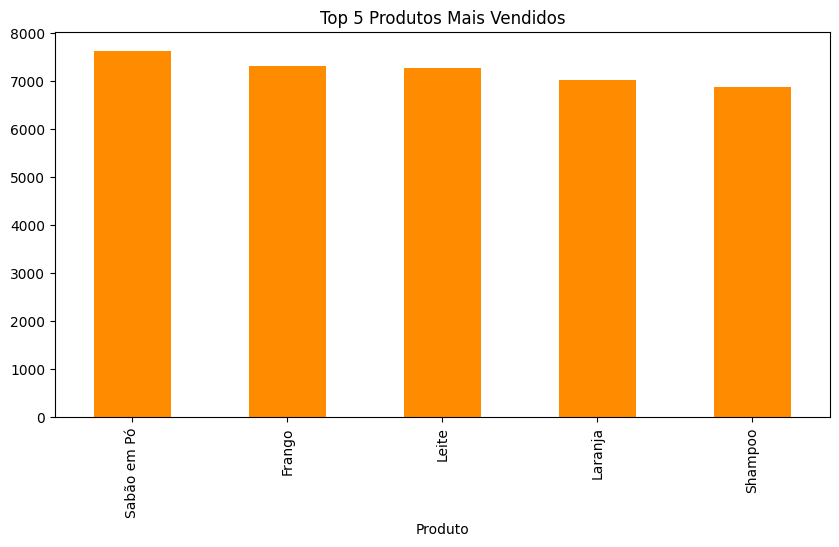 Top 5 Produtos Mais Vendidos
8000
7000
6000
5000
4000
3000
2000
1000
0
Sabão em Pó
Frango
Leite
Laranja
Shampoo
Produto